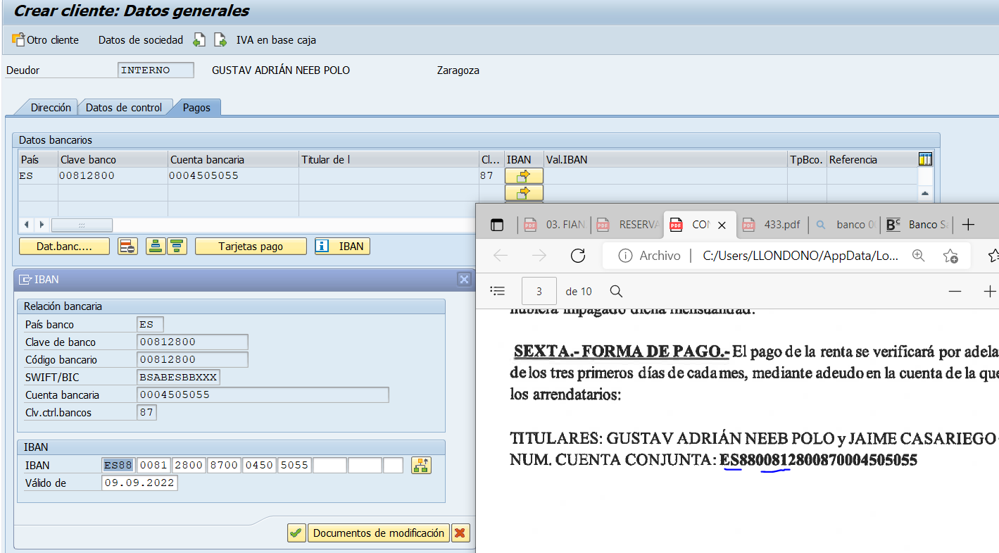 Crear cliente: Datos generales
Otro cliente Datos de sociedad IVA en base caja
Deudor INTERNO GUSTAV ADRIÁN NEEB POLO Zaragoza
Dirección Datos de control Pagos
Datos bancarios
País Clave banco Cuenta bancaria Titular de l Cl... IBAN Val.IBAN TpBco. Referencia
ES 00812800 0004505055 87
Dat.banc.... Tarjetas pago IBAN
IBAN
Relación bancaria
País banco ES
Clave de banco 00812800
Código bancario 00812800
SWIFT/BIC BSABESBBXXX
Cuenta bancaria 0004505055
Clv.ctrl.bancos 87
IBAN
IBAN ES88 0081 2800 8700 0450 5055
Válido de 09.09.2022
Documentos de modificación
03. FIAN RESERVA CON 433.pdf banco 0 Banco Sa
Archivo C:/Users/LLONDONO/AppData/Lo...
3 de 10
hubiera impagado dicha mensualidad.
SEXTA.- FORMA DE PAGO.- El pago de la renta se verificará por adela
de los tres primeros días de cada mes, mediante adeudo en la cuenta de la que
los arrendatarios:
TITULARES: GUSTAV ADRIÁN NEEB POLO y JAIME CASARIEGO
NUM. CUENTA CONJUNTA: ES8800812800870004505055